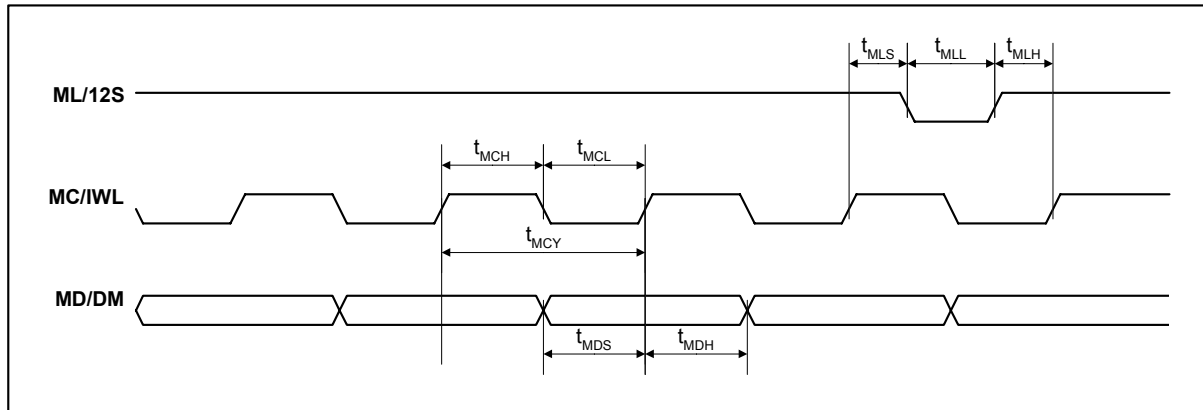 tMLS tMLL tMLH
ML/12S
tMCH tMCL
MC/IWL
tMCY
MD/DM
tMDS tMDH